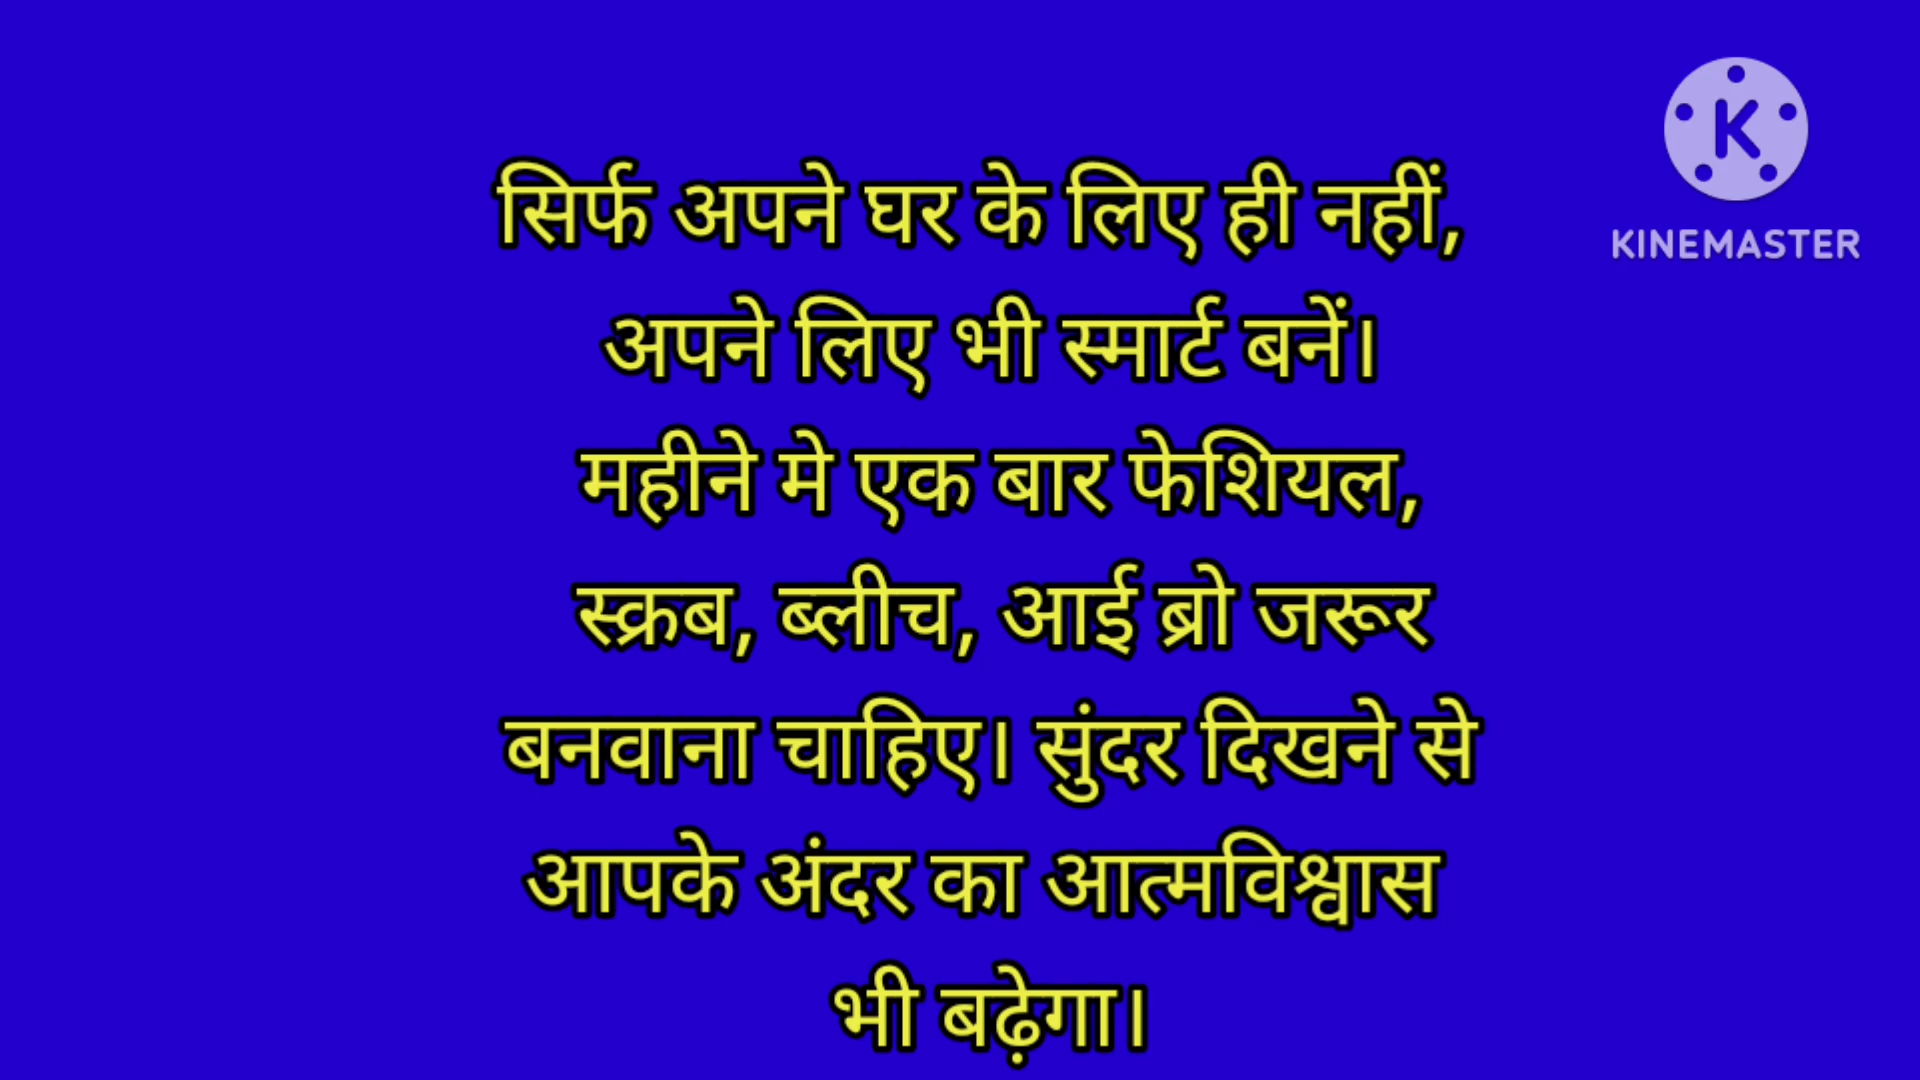 K
KINEMASTER
सिर्फ अपने घर के लिए ही नहीं,
अपने लिए भी स्मार्ट बनें।
महीने मे एक बार फेशियल,
स्क्रब, ब्लीच, आई ब्रो जरूर
बनवाना चाहिए। सुंदर दिखने से
आपके अंदर का आत्मविश्वास
भी बढ़ेगा।